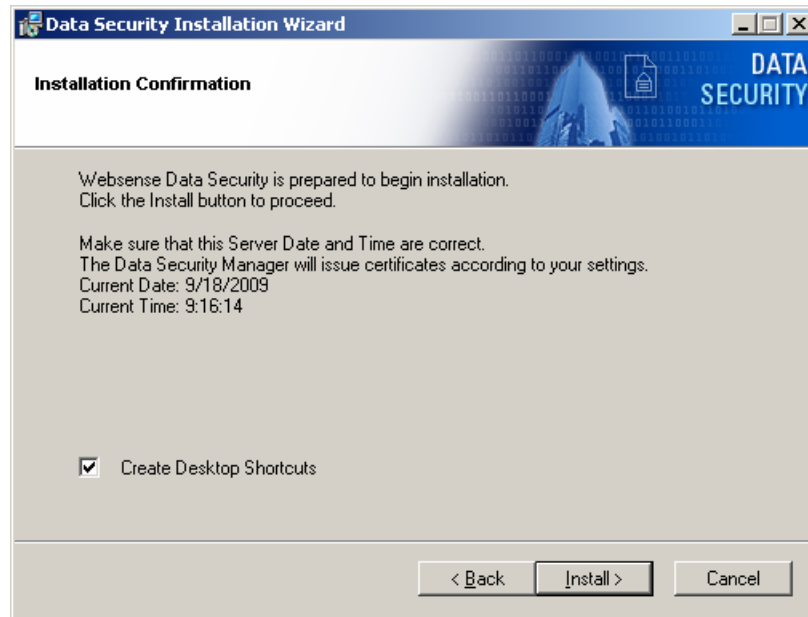 Data Security Installation Wizard
Installation Confirmation
DATA
SECURITY
Websense Data Security is prepared to begin installation.
Click the Install button to proceed.
Make sure that this Server Date and Time are correct.
The Data Security Manager will issue certificates according to your settings.
Current Date: 9/18/2009
Current Time: 9:16:14
Create Desktop Shortcuts
< Back
Install >
Cancel